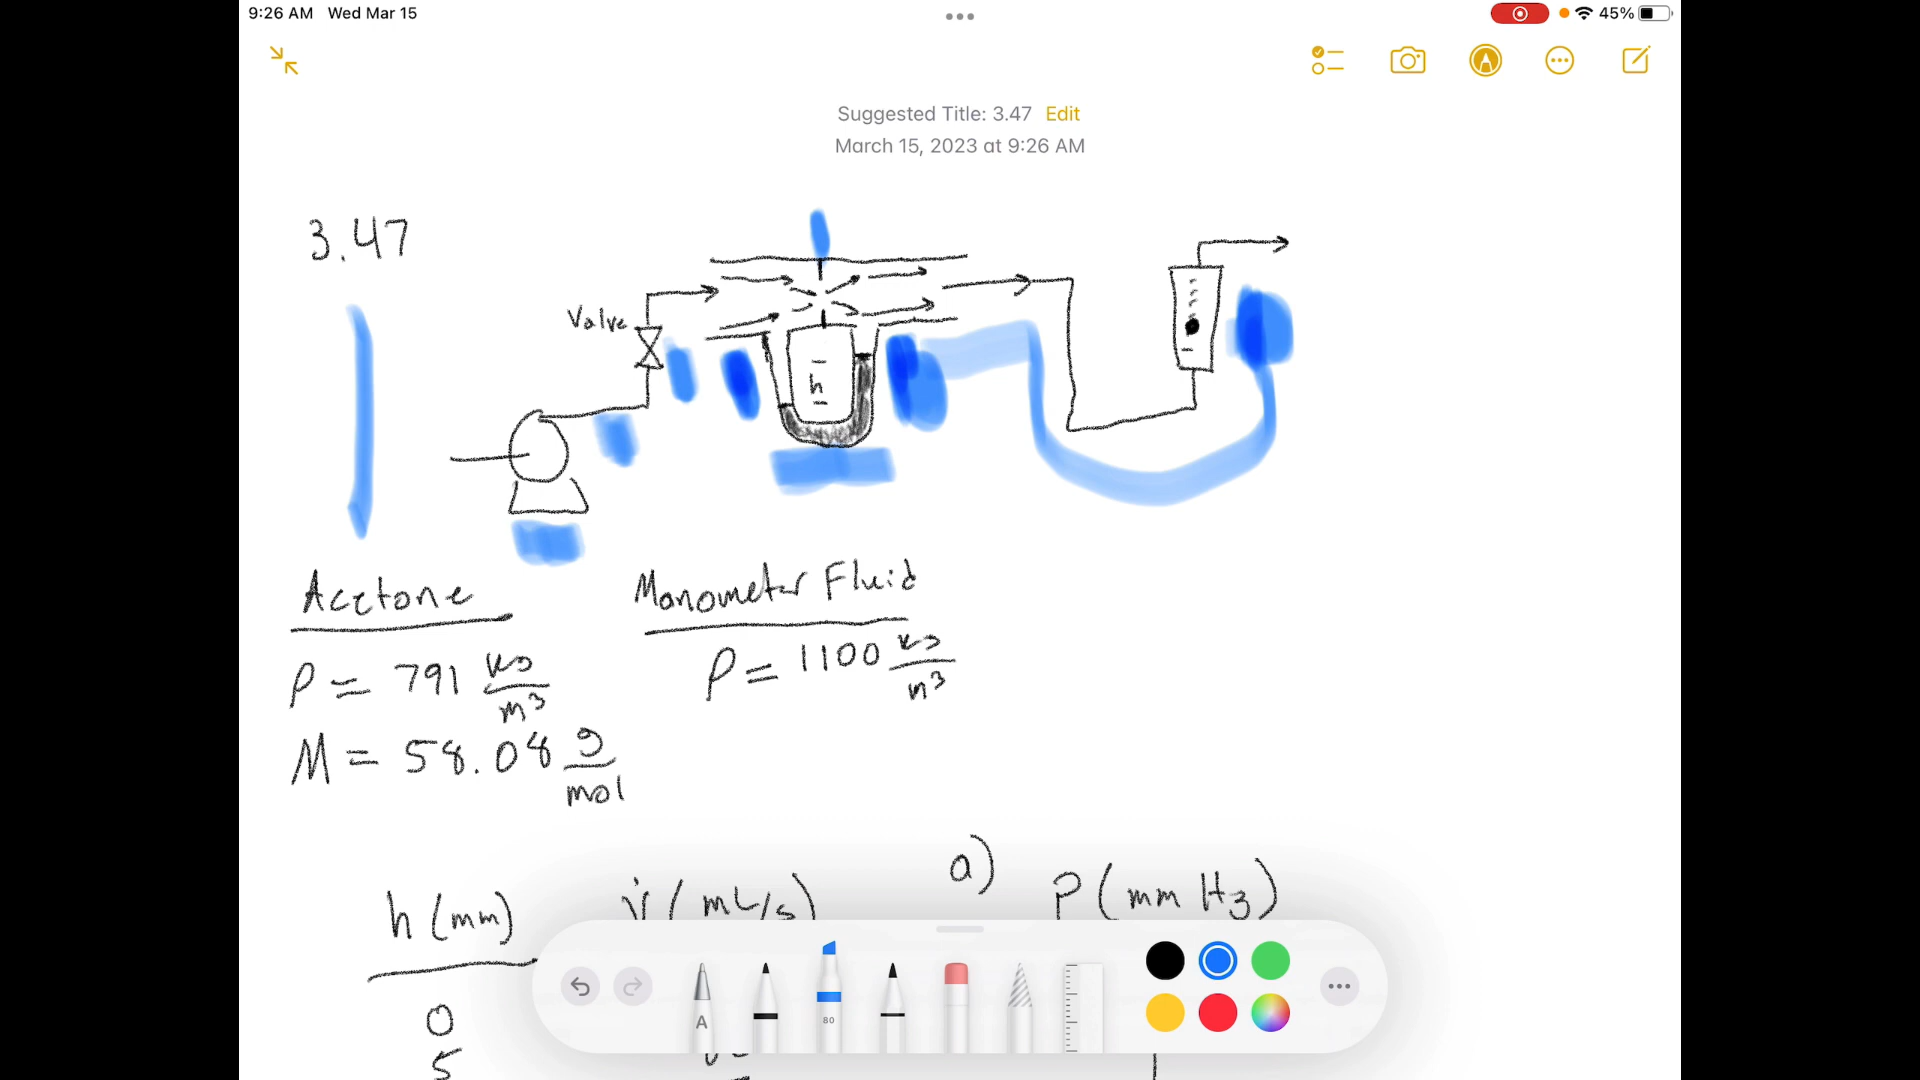 9:26 AM Wed Mar 15
45%
Suggested Title: 3.47 Edit
March 15, 2023 at 9:26 AM
3.47
Valve
h
Acetone
Manometer Fluid
ρ = 791 kg/m³
ρ = 1100 kg/m³
M = 58.08 g/mol
a)
h (mm)
V̇ (mL/s)
P (mm Hg)
0
5
A
80